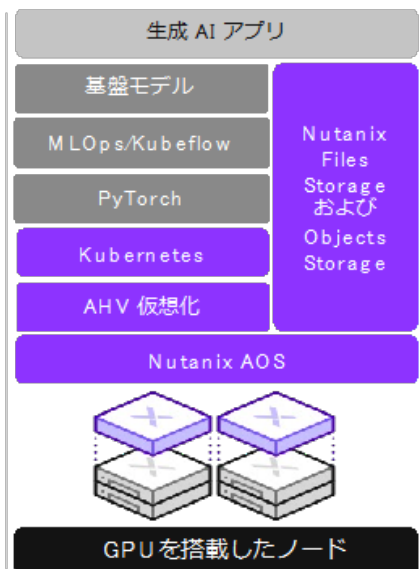 生成 AI アプリ
基盤モデル
MLOps/Kubeflow
PyTorch
Kubernetes
AHV 仮想化
Nutanix
Files
Storage
および
Objects
Storage
Nutanix AOS
GPUを搭載したノード